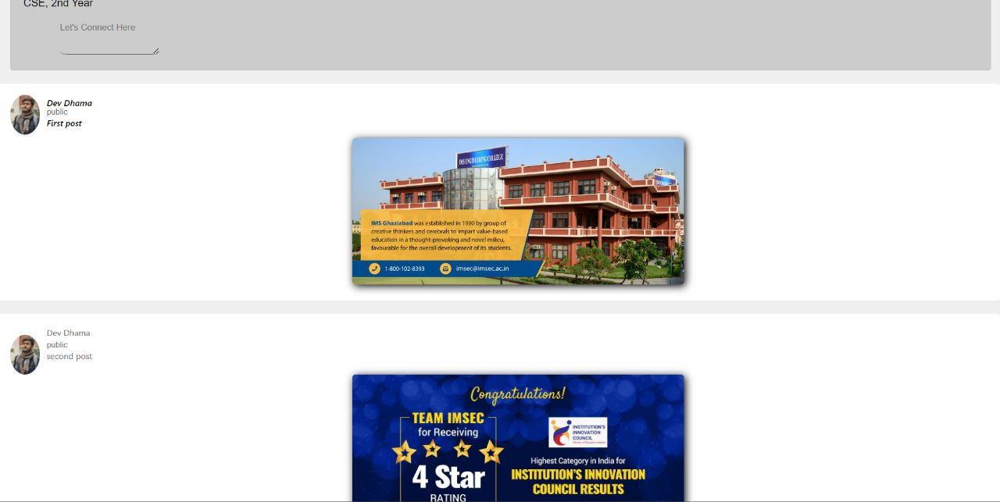 CSE, 2nd Year
Let's Connect Here
Dev Dhama
public
First post
IMS ENGINEERING COLLEGE
IMS Ghaziabad was established in 1990 by group of
creative thinkers and cerebrals to impart value-based
education in a thought-provoking and novel milieu,
favourable for the overall development of its students.
1-800-102-8393
imsec@imsec.ac.in
Dev Dhama
public
second post
Congratulations!
TEAM IMSEC
for Receiving
4 Star
RATING
INSTITUTION'S
INNOVATION
COUNCIL
Highest Category in India for
INSTITUTION'S INNOVATION
COUNCIL RESULTS